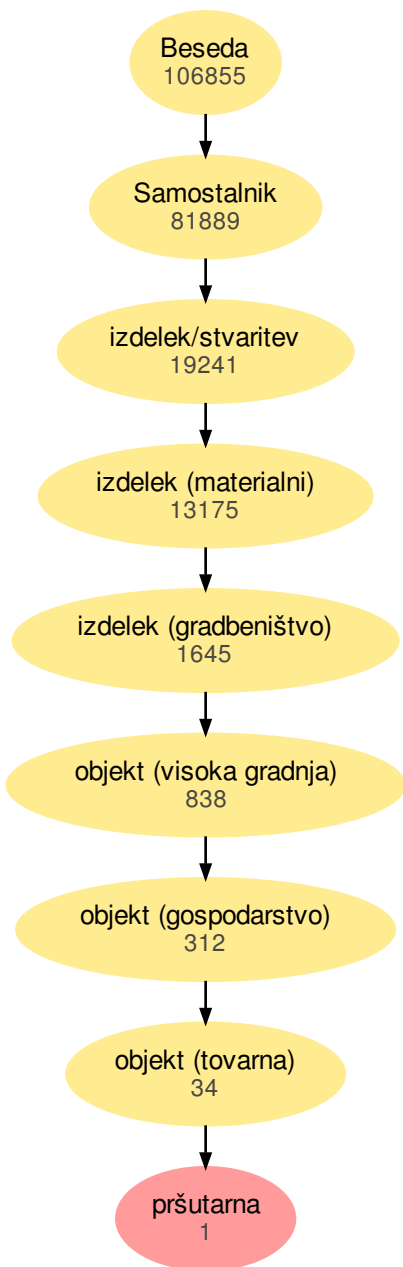 Beseda
106855
Samostalnik
81889
izdelek/stvaritev
19241
izdelek (materialni)
13175
izdelek (gradbeništvo)
1645
objekt (visoka gradnja)
838
objekt (gospodarstvo)
312
objekt (tovarna)
34
pršutarna
1